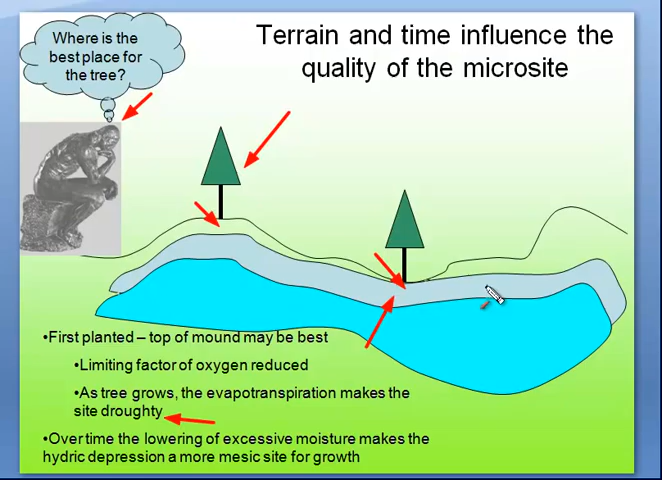 Where is the
best place for
the tree?
Terrain and time influence the
quality of the microsite
•First planted – top of mound may be best
•Limiting factor of oxygen reduced
•As tree grows, the evapotranspiration makes the
site droughty
•Over time the lowering of excessive moisture makes the
hydric depression a more mesic site for growth